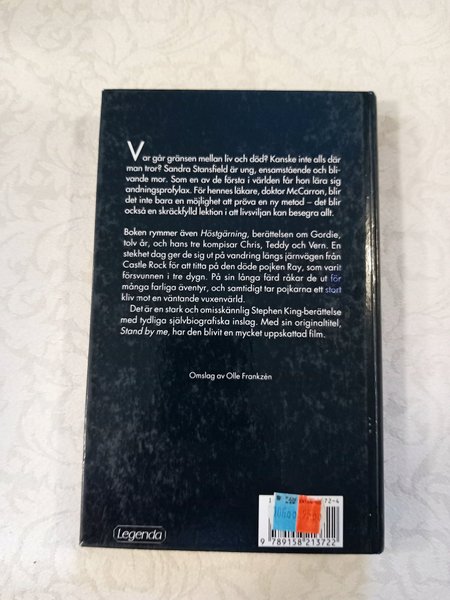 Var går gränsen mellan liv och död? Kanske inte alls där
man tror? Sandra Stansfield är ung, ensamstående och bli-
vande mor. Som en av de första i världen får hon lära sig
andningsprofylax. För hennes läkare, doktor McCarron, blir
det inte bara en möjlighet att pröva en ny metod – det blir
också en skräckfylld lektion i att livsviljan kan besegra allt.
Boken rymmer även Höstgärning, berättelsen om Gordie,
tolv år, och hans tre kompisar Chris, Teddy och Vern. En
stekhet dag ger de sig ut på vandring längs järnvägen från
Castle Rock för att titta på den döde pojken Ray, som varit
försvunnen i tre dygn. På sin långa färd råkar de ut för
många farliga äventyr, och samtidigt tar pojkarna ett stort
kliv mot en väntande vuxenvärld.
Det är en stark och omisskännlig Stephen King-berättelse
med tydliga självbiografiska inslag. Med sin originaltitel,
Stand by me, har den blivit en mycket uppskattad film.
Omslag av Olle Frankzén
72-4
9 789158 213722
Legenda